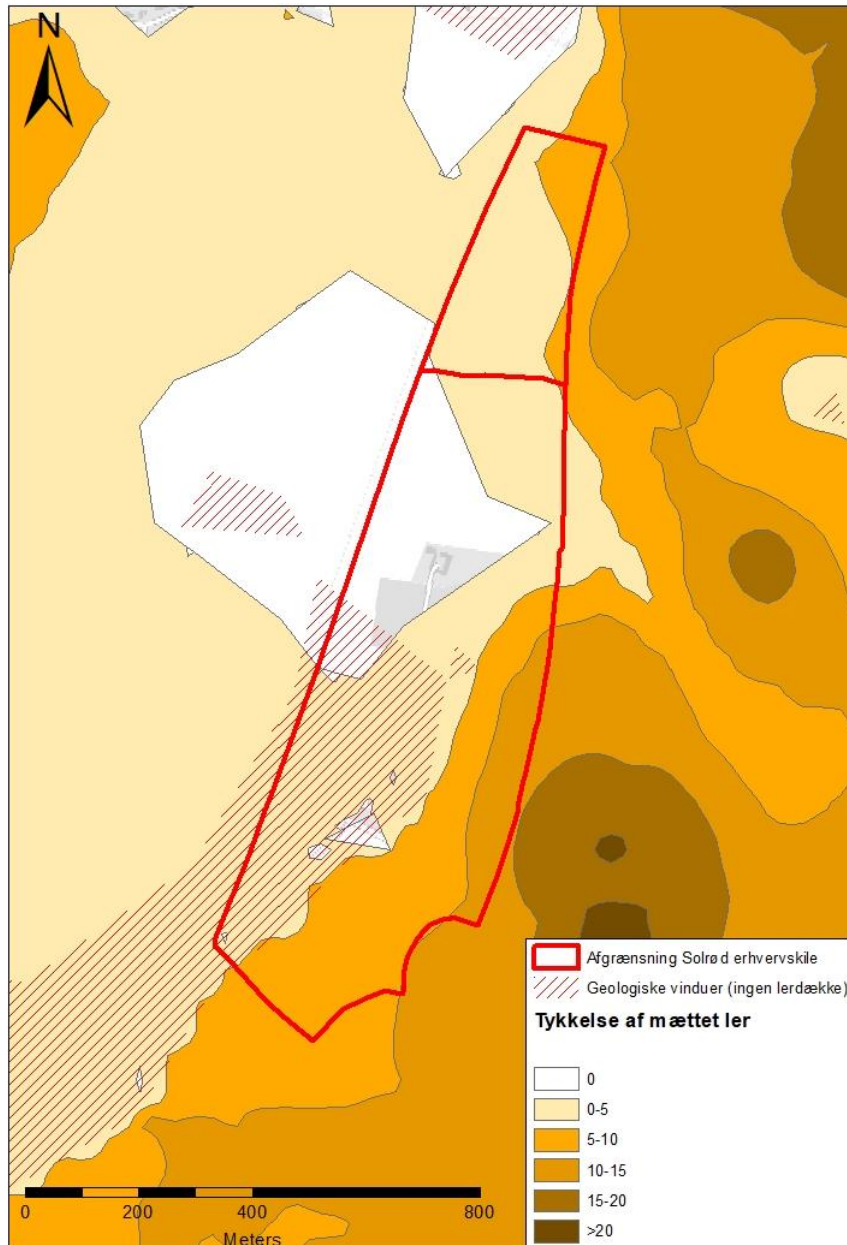 N
Afgrænsning Solrød erhvervskile
Geologiske vinduer (ingen lerdække)
Tykkelse af mættet ler
0
0-5
5-10
10-15
15-20
>20
0 200 400 800
Meters